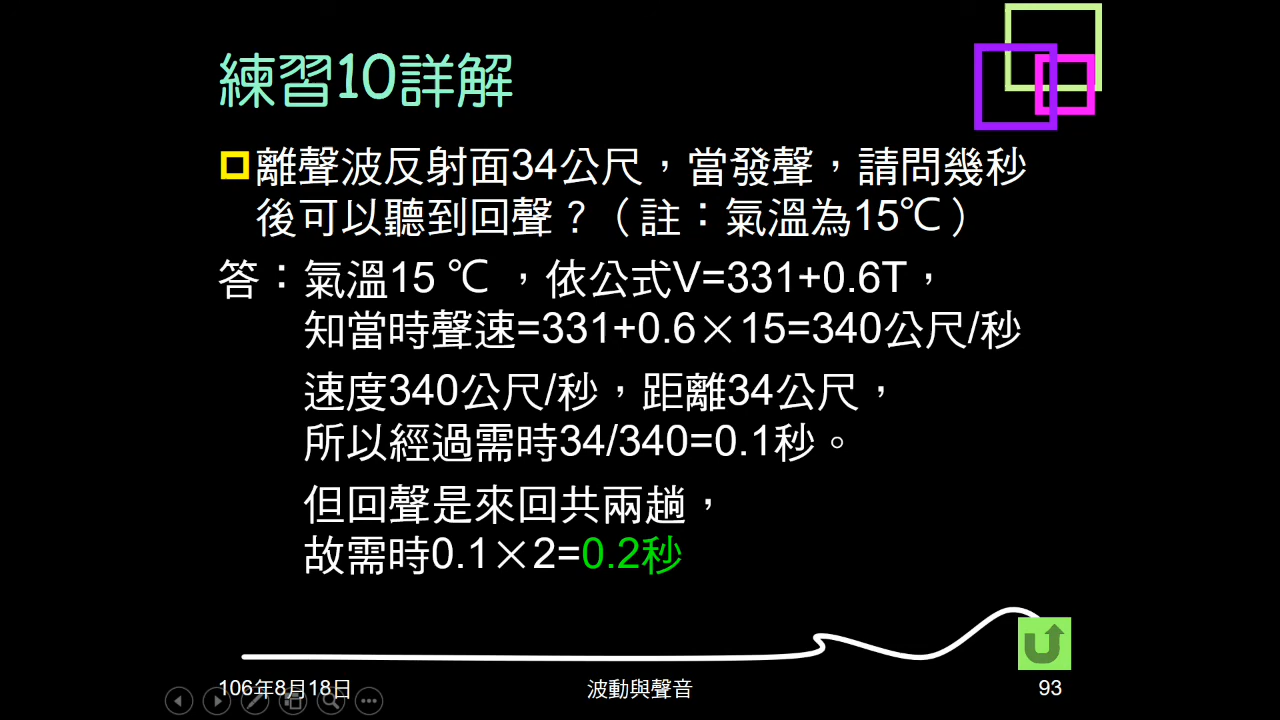 練習10詳解
離聲波反射面34公尺，當發聲，請問幾秒
後可以聽到回聲？（註：氣溫為15℃）
答：氣溫15 ℃ ，依公式V=331+0.6T，
知當時聲速=331+0.6×15=340公尺/秒
速度340公尺/秒，距離34公尺，
所以經過需時34/340=0.1秒。
但回聲是來回共兩趟，
故需時0.1×2=0.2秒
106年8月18日
波動與聲音
93